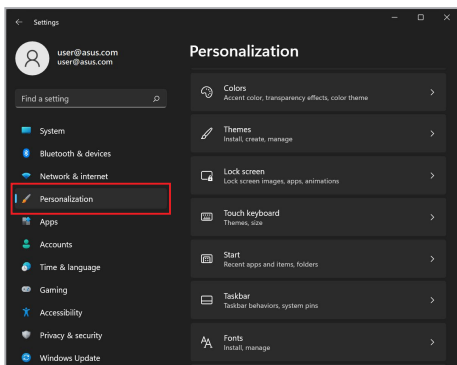 Settings
user@asus.com
user@asus.com
Find a setting
System
Bluetooth & devices
Network & internet
Personalization
Apps
Accounts
Time & language
Gaming
Accessibility
Privacy & security
Windows Update
Personalization
Colors
Accent color, transparency effects, color theme
Themes
Install, create, manage
Lock screen
Lock screen images, apps, animations
Touch keyboard
Themes, size
Start
Recent apps and items, folders
Taskbar
Taskbar behaviors, system pins
Fonts
Install, manage